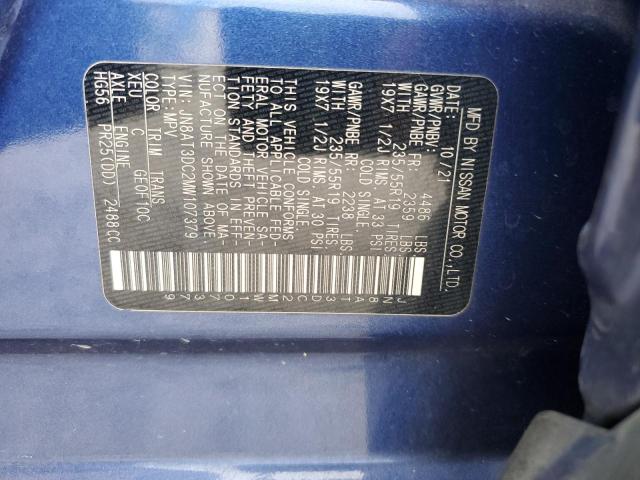 MFD BY NISSAN MOTOR CO.,LTD.
DATE: 10/21
GVWR/PNBV: 4486 LBS.
GAWR/PNBE FR: 2359 LBS.
235/55R19 TIRES:
19X7 1/2J RIMS AT 33 PSI
COLD SINGLE.
GAWR/PNBE RR: 2238 LBS.
235/55R19 TIRES:
19X7 1/2J RIMS AT 30 PSI
COLD SINGLE.
THIS VEHICLE CONFORMS
TO ALL APPLICABLE FED-
ERAL MOTOR VEHICLE SA-
FETY AND THEFT PREVEN-
TION STANDARDS IN EFF-
ECT ON THE DATE OF MA-
NUFACTURE SHOWN ABOVE.
VIN: JN8AT3DC2MW107379
TYPE: MPV
COLOR TRIM TRANS
XEU C GE0F10C
AXLE ENGINE
HG56 PR25(DD) 2488CC
JN8AT3DC2MW107379